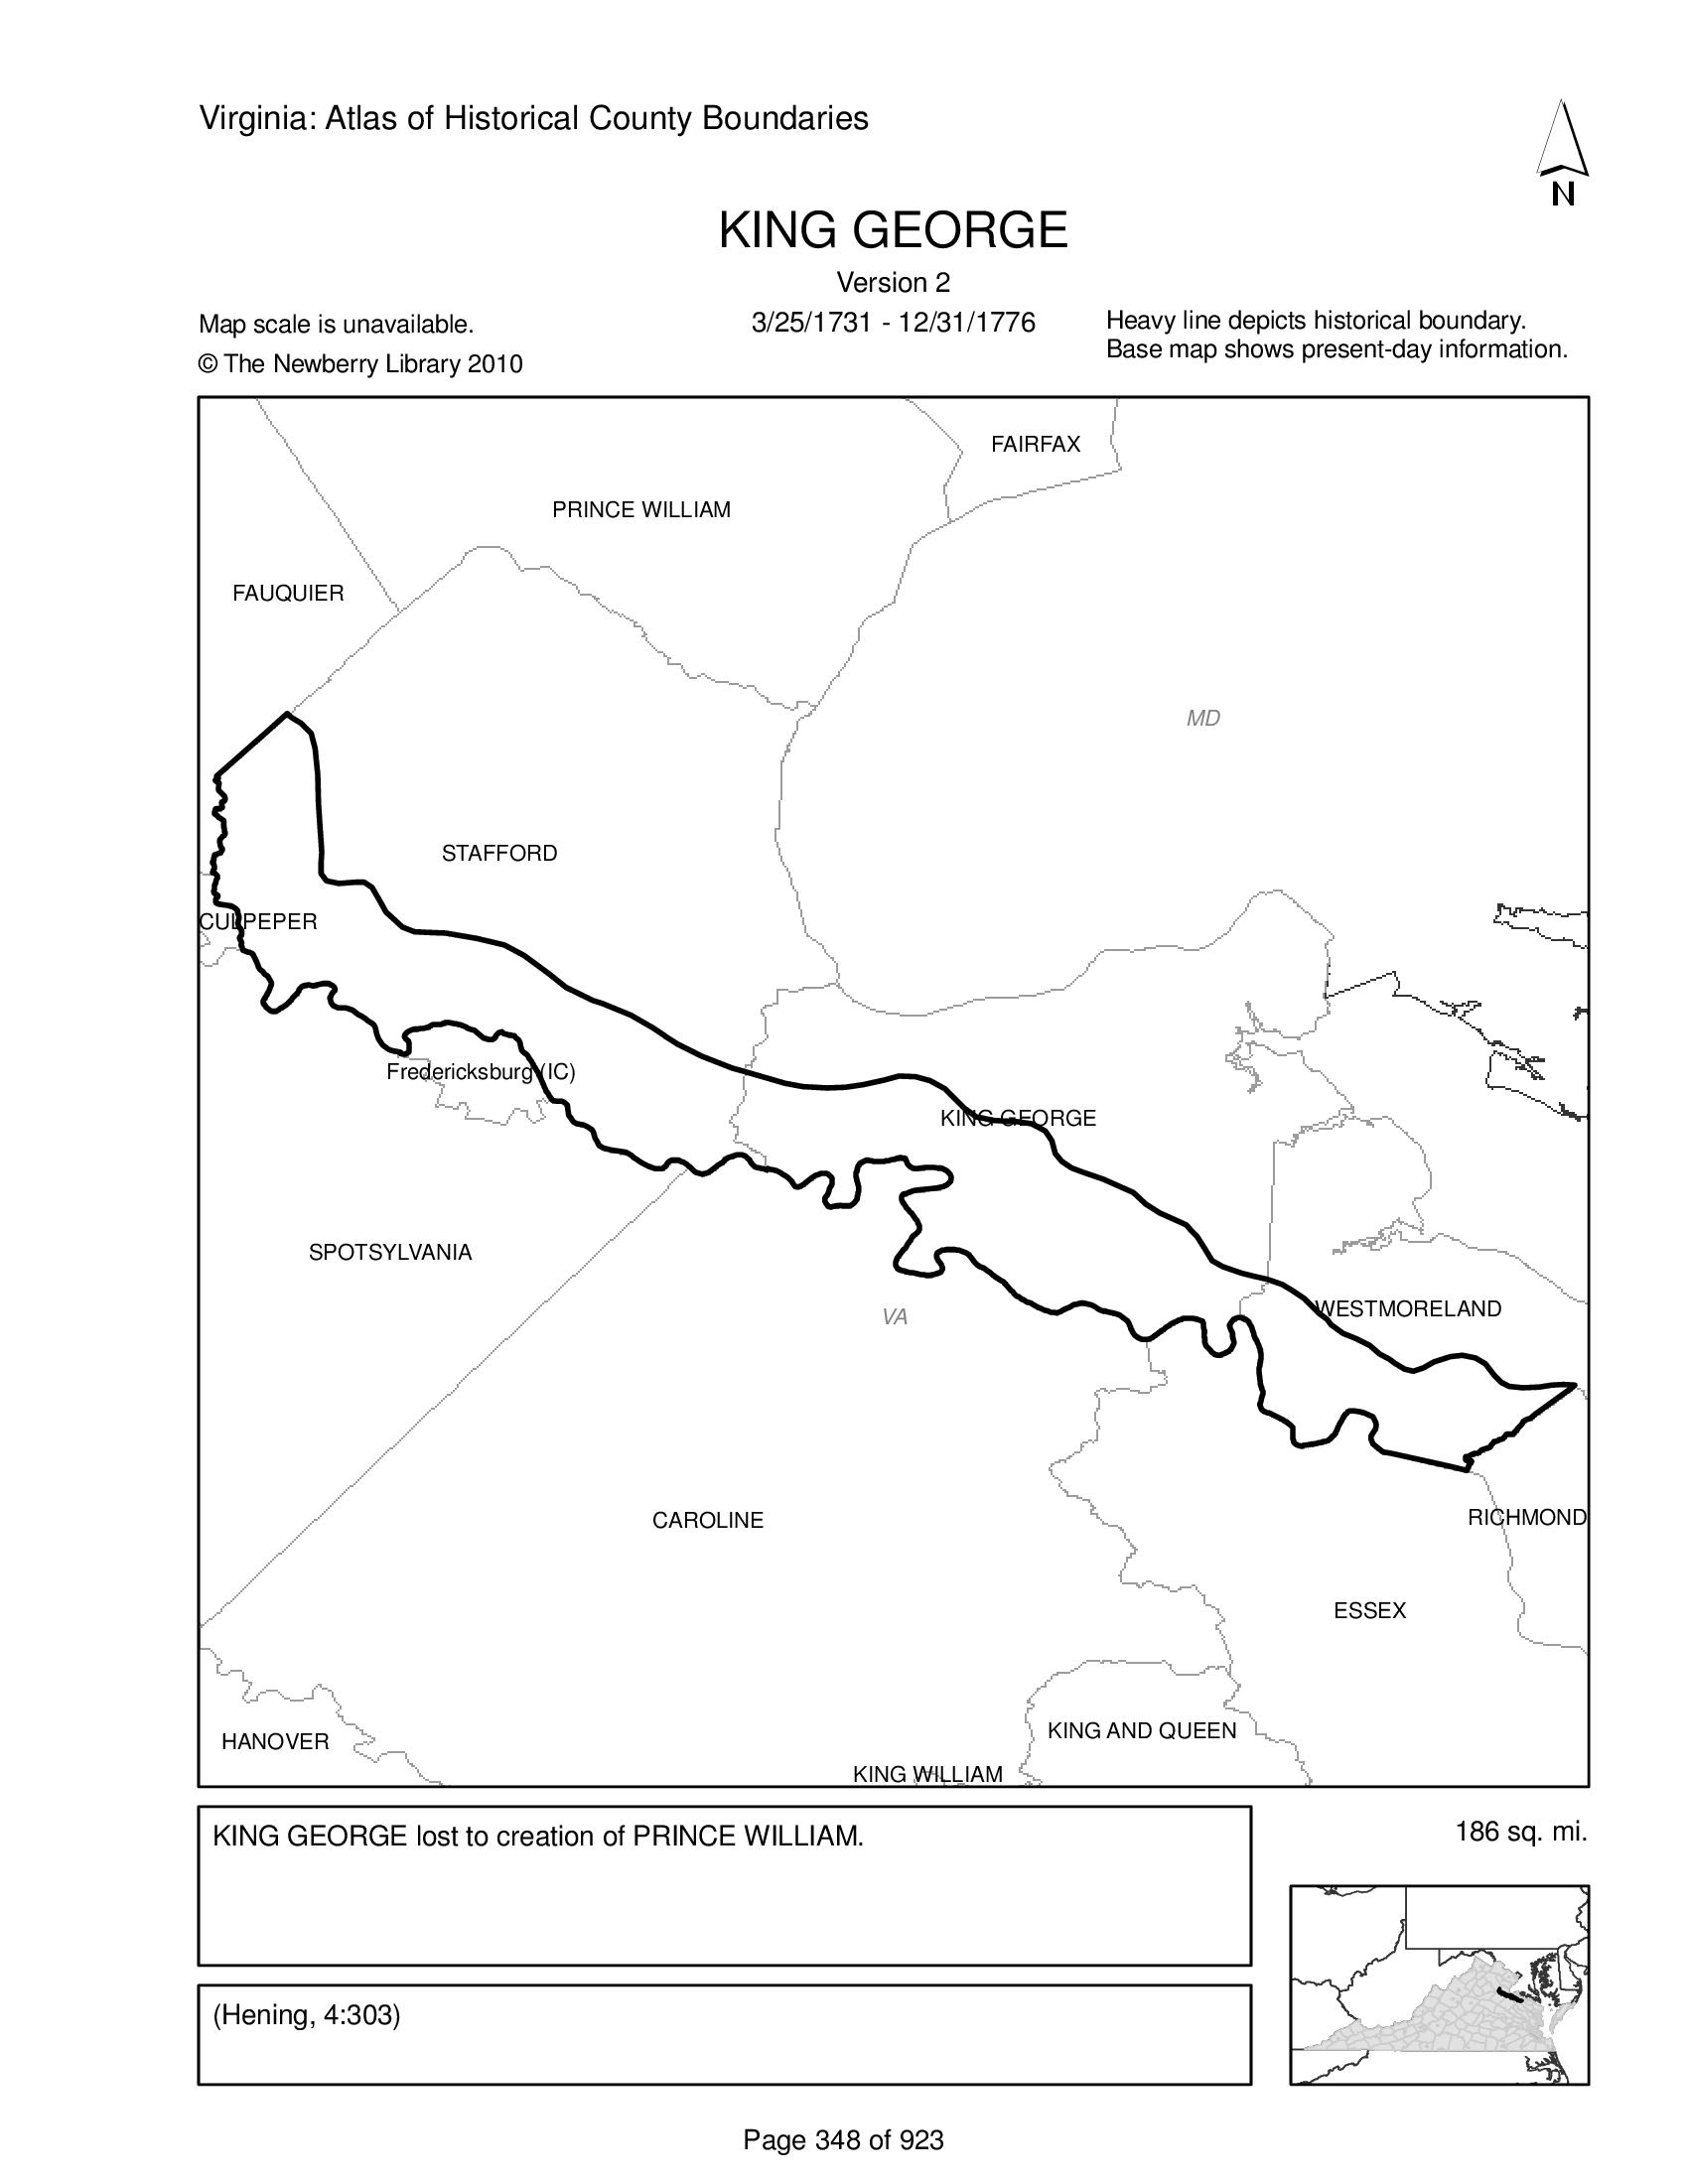 Virginia: Atlas of Historical County Boundaries
N
KING GEORGE
Version 2
3/25/1731 - 12/31/1776
Map scale is unavailable.
© The Newberry Library 2010
Heavy line depicts historical boundary.
Base map shows present-day information.
FAIRFAX
PRINCE WILLIAM
FAUQUIER
MD
STAFFORD
CULPEPER
Fredericksburg (IC)
KING GEORGE
SPOTSYLVANIA
WESTMORELAND
VA
CAROLINE
RICHMOND
ESSEX
KING AND QUEEN
HANOVER
KING WILLIAM
KING GEORGE lost to creation of PRINCE WILLIAM.
186 sq. mi.
(Hening, 4:303)
Page 348 of 923